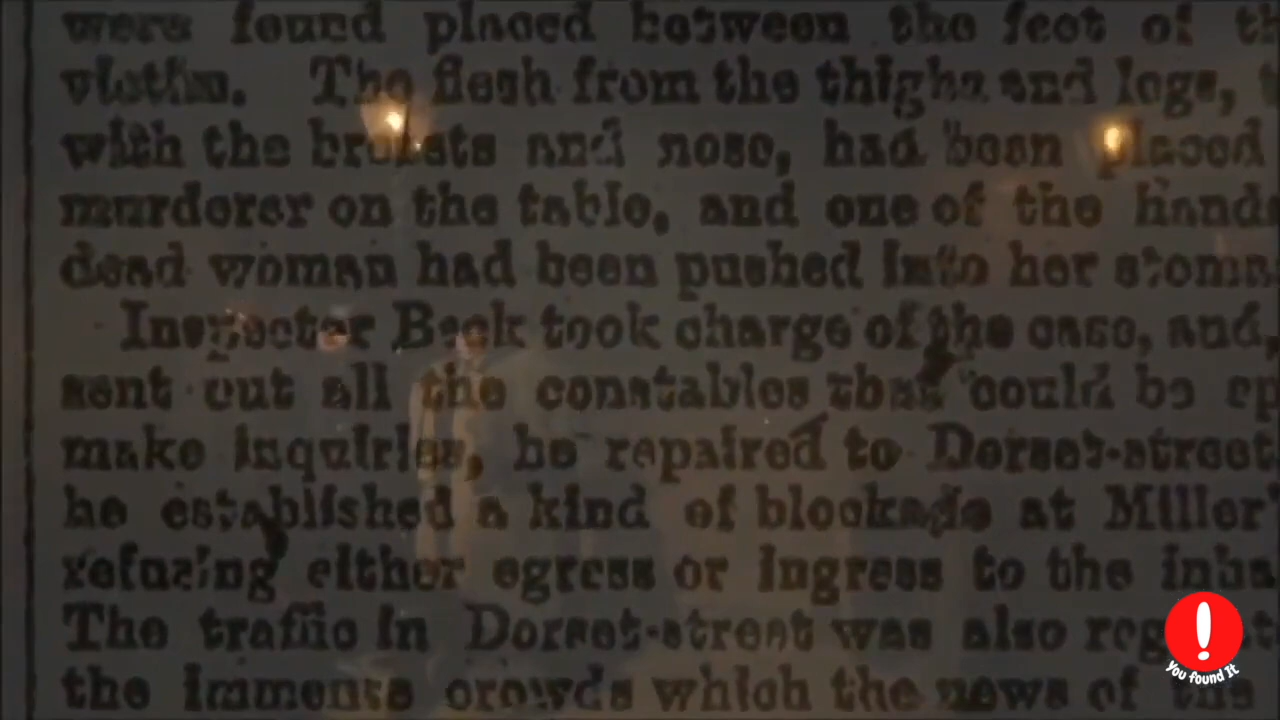 were found placed between the feet of th
victim. The flesh from the thighs and legs, t
with the breasts and nose, had been placed
murderer on the table, and one of the hands
dead woman had been pushed into her stoma
Inspector Beck took charge of the case, and,
sent out all the constables that could be sp
make inquiries, he repaired to Dorset-street
he established a kind of blockade at Miller'
refusing either egress or ingress to the inha
The traffic in Dorset-street was also reg
the immense crowds which the news of the
You found It